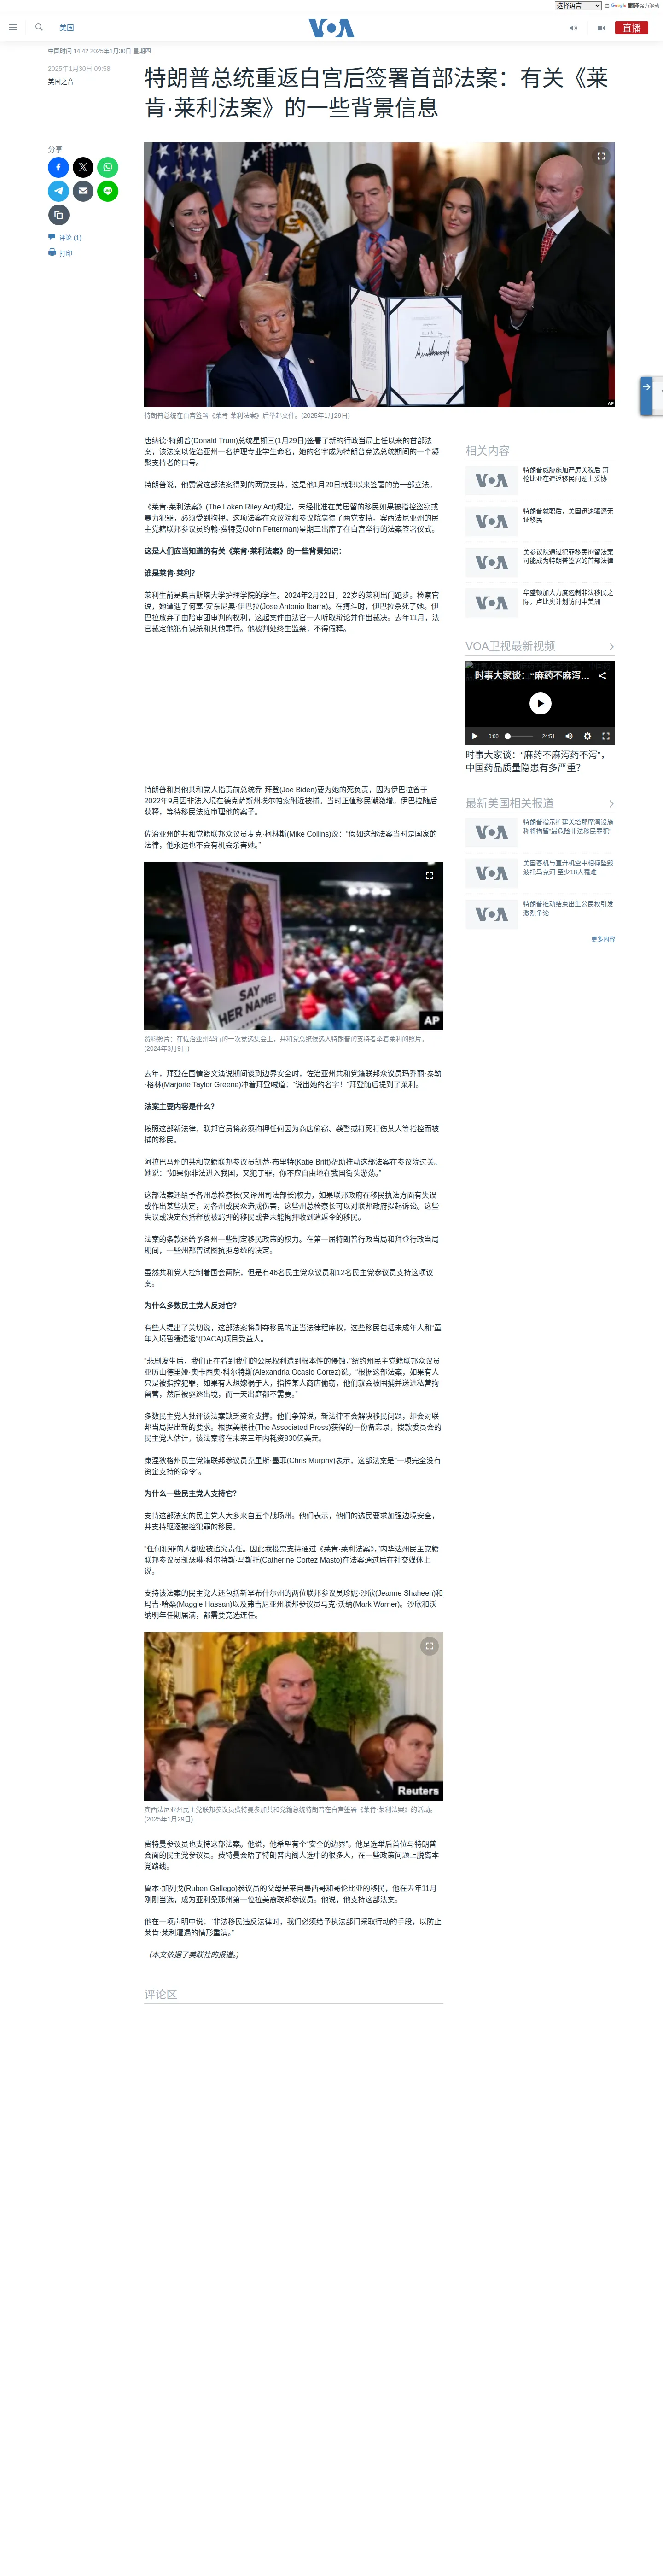 选择语言
由 Google 翻译强力驱动
美国
VOA
直播
中国时间 14:42 2025年1月30日 星期四
2025年1月30日 09:58
美国之音
特朗普总统重返白宫后签署首部法案：有关《莱
肯·莱利法案》的一些背景信息
分享
评论 (1)
打印
AP
特朗普总统在白宫签署《莱肯·莱利法案》后举起文件。(2025年1月29日)
唐纳德·特朗普(Donald Trum)总统星期三(1月29日)签署了新的行政当局上任以来的首部法
案，该法案以佐治亚州一名护理专业学生命名，她的名字成为特朗普竞选总统期间的一个凝
聚支持者的口号。
特朗普说，他赞赏这部法案得到的两党支持。这是他1月20日就职以来签署的第一部立法。
《莱肯·莱利法案》(The Laken Riley Act)规定，未经批准在美居留的移民如果被指控盗窃或
暴力犯罪，必须受到拘押。这项法案在众议院和参议院赢得了两党支持。宾西法尼亚州的民
主党籍联邦参议员约翰·费特曼(John Fetterman)星期三出席了在白宫举行的法案签署仪式。
这是人们应当知道的有关《莱肯·莱利法案》的一些背景知识：
谁是莱肯·莱利？
莱利生前是奥古斯塔大学护理学院的学生。2024年2月22日，22岁的莱利出门跑步。检察官
说，她遭遇了何塞·安东尼奥·伊巴拉(Jose Antonio Ibarra)。在搏斗时，伊巴拉杀死了她。伊
巴拉放弃了由陪审团审判的权利，这起案件由法官一人听取辩论并作出裁决。去年11月，法
官裁定他犯有谋杀和其他罪行。他被判处终生监禁，不得假释。
特朗普和其他共和党人指责前总统乔·拜登(Joe Biden)要为她的死负责，因为伊巴拉曾于
2022年9月因非法入境在德克萨斯州埃尔帕索附近被捕。当时正值移民潮激增。伊巴拉随后
获释，等待移民法庭审理他的案子。
佐治亚州的共和党籍联邦众议员麦克·柯林斯(Mike Collins)说：“假如这部法案当时是国家的
法律，他永远也不会有机会杀害她。”
SAY
HER NAME!
AP
资料照片：在佐治亚州举行的一次竞选集会上，共和党总统候选人特朗普的支持者举着莱利的照片。
(2024年3月9日)
去年，拜登在国情咨文演说期间谈到边界安全时，佐治亚州共和党籍联邦众议员玛乔丽·泰勒
·格林(Marjorie Taylor Greene)冲着拜登喊道：“说出她的名字！”拜登随后提到了莱利。
法案主要内容是什么？
按照这部新法律，联邦官员将必须拘押任何因为商店偷窃、袭警或打死打伤某人等指控而被
捕的移民。
阿拉巴马州的共和党籍联邦参议员凯蒂·布里特(Katie Britt)帮助推动这部法案在参议院过关。
她说：“如果你非法进入我国，又犯了罪，你不应自由地在我国街头游荡。”
这部法案还给予各州总检察长(又译州司法部长)权力，如果联邦政府在移民执法方面有失误
或作出某些决定，对各州或民众造成伤害，这些州总检察长可以对联邦政府提起诉讼。这些
失误或决定包括释放被羁押的移民或者未能拘押收到遣返令的移民。
法案的条款还给予各州一些制定移民政策的权力。在第一届特朗普行政当局和拜登行政当局
期间，一些州都曾试图抗拒总统的决定。
虽然共和党人控制着国会两院，但是有46名民主党众议员和12名民主党参议员支持这项议
案。
为什么多数民主党人反对它？
有些人提出了关切说，这部法案将剥夺移民的正当法律程序权，这些移民包括未成年人和“童
年入境暂缓遣返”(DACA)项目受益人。
“悲剧发生后，我们正在看到我们的公民权利遭到根本性的侵蚀，”纽约州民主党籍联邦众议员
亚历山德里娅·奥卡西奥·科尔特斯(Alexandria Ocasio Cortez)说。“根据这部法案，如果有人
只是被指控犯罪，如果有人想嫁祸于人，指控某人商店偷窃，他们就会被围捕并送进私营拘
留营，然后被驱逐出境，而一天出庭都不需要。”
多数民主党人批评该法案缺乏资金支撑。他们争辩说，新法律不会解决移民问题，却会对联
邦当局提出新的要求。根据美联社(The Associated Press)获得的一份备忘录，拨款委员会的
民主党人估计，该法案将在未来三年内耗资830亿美元。
康涅狄格州民主党籍联邦参议员克里斯·墨菲(Chris Murphy)表示，这部法案是“一项完全没有
资金支持的命令”。
为什么一些民主党人支持它？
支持这部法案的民主党人大多来自五个战场州。他们表示，他们的选民要求加强边境安全，
并支持驱逐被控犯罪的移民。
“任何犯罪的人都应被追究责任。因此我投票支持通过《莱肯·莱利法案》，”内华达州民主党籍
联邦参议员凯瑟琳·科尔特斯·马斯托(Catherine Cortez Masto)在法案通过后在社交媒体上
说。
支持该法案的民主党人还包括新罕布什尔州的两位联邦参议员珍妮·沙欣(Jeanne Shaheen)和
玛吉·哈桑(Maggie Hassan)以及弗吉尼亚州联邦参议员马克·沃纳(Mark Warner)。沙欣和沃
纳明年任期届满，都需要竞选连任。
Reuters
宾西法尼亚州民主党联邦参议员费特曼参加共和党籍总统特朗普在白宫签署《莱肯·莱利法案》的活动。
(2025年1月29日)
费特曼参议员也支持这部法案。他说，他希望有个“安全的边界”。他是选举后首位与特朗普
会面的民主党参议员。费特曼会晤了特朗普内阁人选中的很多人，在一些政策问题上脱离本
党路线。
鲁本·加列戈(Ruben Gallego)参议员的父母是来自墨西哥和哥伦比亚的移民，他在去年11月
刚刚当选，成为亚利桑那州第一位拉美裔联邦参议员。他说，他支持这部法案。
他在一项声明中说：“非法移民违反法律时，我们必须给予执法部门采取行动的手段，以防止
莱肯·莱利遭遇的情形重演。”
（本文依据了美联社的报道。)
评论区
相关内容
VOA
特朗普威胁施加严厉关税后 哥
伦比亚在遣返移民问题上妥协
VOA
特朗普就职后，美国迅速驱逐无
证移民
VOA
美参议院通过犯罪移民拘留法案
可能成为特朗普签署的首部法律
VOA
华盛顿加大力度遏制非法移民之
际，卢比奥计划访问中美洲
VOA卫视最新视频
时事大家谈：“麻药不麻泻...
0:00
24:51
时事大家谈：“麻药不麻泻药不泻”，
中国药品质量隐患有多严重？
最新美国相关报道
VOA
特朗普指示扩建关塔那摩湾设施
称将拘留“最危险非法移民罪犯”
VOA
美国客机与直升机空中相撞坠毁
波托马克河 至少18人罹难
VOA
特朗普推动结束出生公民权引发
激烈争论
更多内容